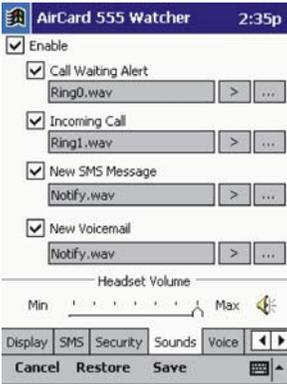 AirCard 555 Watcher 2:35p
Enable
Call Waiting Alert
Ring0.wav > ...
Incoming Call
Ring1.wav > ...
New SMS Message
Notify.wav > ...
New Voicemail
Notify.wav > ...
Headset Volume
Min Max
Display SMS Security Sounds Voice
Cancel Restore Save